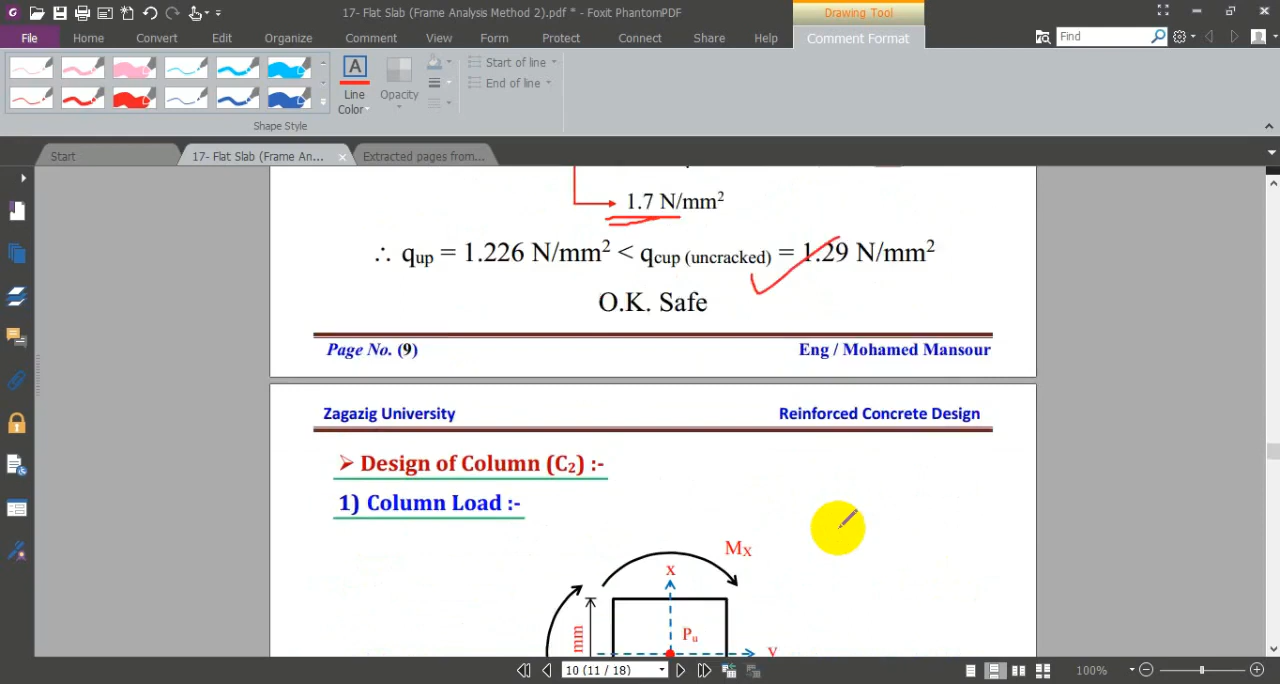 17- Flat Slab (Frame Analysis Method 2).pdf * - Foxit PhantomPDF
Drawing Tool
File Home Convert Edit Organize Comment View Form Protect Connect Share Help Comment Format
Find
Line Color
Opacity
Start of line
End of line
Shape Style
Start
17- Flat Slab (Frame An...
Extracted pages from...
1.7 N/mm²
∴ qup = 1.226 N/mm² < qcup (uncracked) = 1.29 N/mm²
O.K. Safe
Page No. (9)
Eng / Mohamed Mansour
Zagazig University
Reinforced Concrete Design
➢ Design of Column (C₂) :-
1) Column Load :-
MX
x
mm
Pu
y
10 (11 / 18)
100%